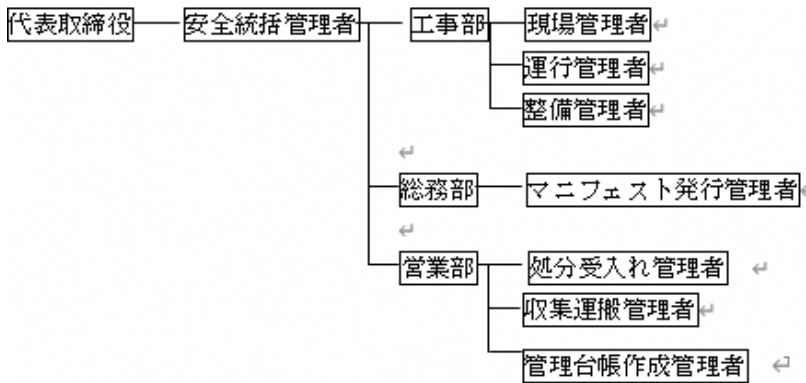 代表取締役 安全統括管理者 工事部 現場管理者
運行管理者
整備管理者
総務部 マニフェスト発行管理者
営業部 処分受入れ管理者
収集運搬管理者
管理台帳作成管理者